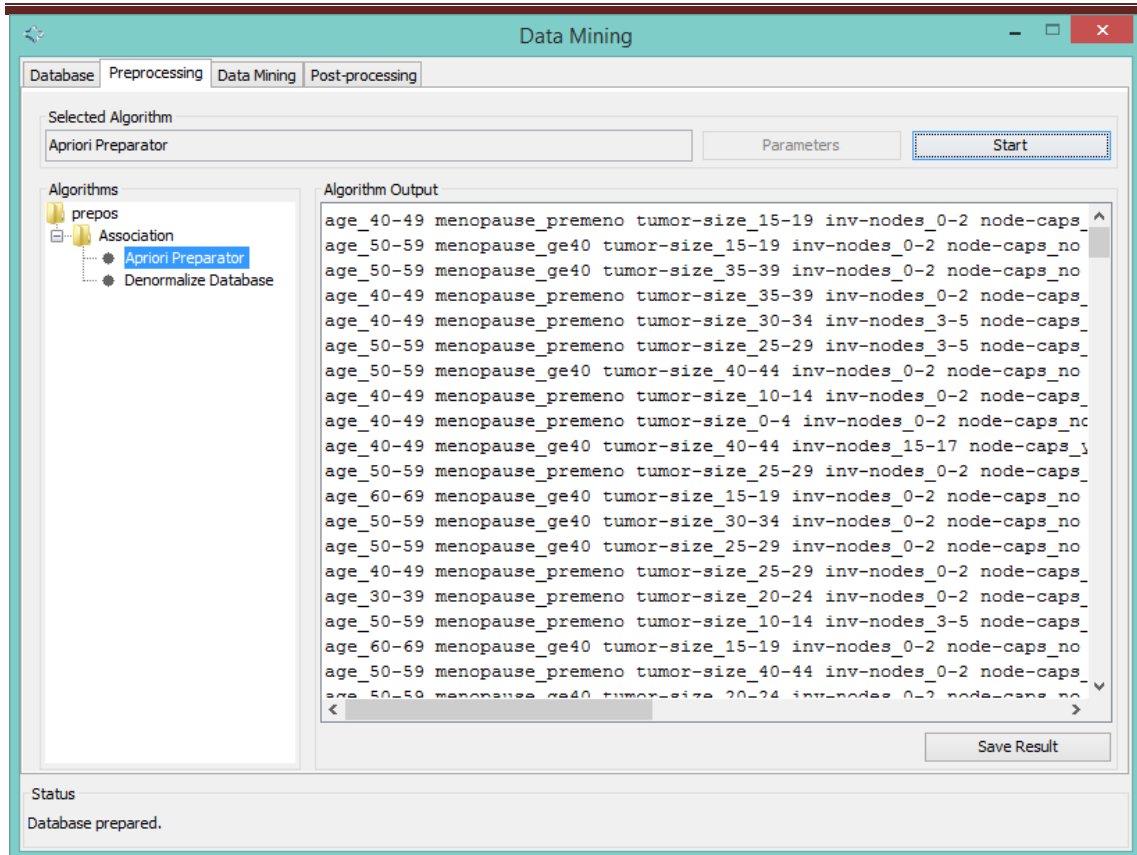 Data Mining
Database Preprocessing Data Mining Post-processing
Selected Algorithm
Apriori Preparator Parameters Start
Algorithms
prepos
Association
Apriori Preparator
Denormalize Database
Algorithm Output
age_40-49 menopause_premeno tumor-size_15-19 inv-nodes_0-2 node-caps_
age_50-59 menopause_ge40 tumor-size_15-19 inv-nodes_0-2 node-caps_no
age_50-59 menopause_ge40 tumor-size_35-39 inv-nodes_0-2 node-caps_no
age_40-49 menopause_premeno tumor-size_35-39 inv-nodes_0-2 node-caps_
age_40-49 menopause_premeno tumor-size_30-34 inv-nodes_3-5 node-caps_
age_50-59 menopause_premeno tumor-size_25-29 inv-nodes_3-5 node-caps_
age_50-59 menopause_ge40 tumor-size_40-44 inv-nodes_0-2 node-caps_no
age_40-49 menopause_premeno tumor-size_10-14 inv-nodes_0-2 node-caps_
age_40-49 menopause_premeno tumor-size_0-4 inv-nodes_0-2 node-caps_no
age_40-49 menopause_ge40 tumor-size_40-44 inv-nodes_15-17 node-caps_y
age_50-59 menopause_premeno tumor-size_25-29 inv-nodes_0-2 node-caps_
age_60-69 menopause_ge40 tumor-size_15-19 inv-nodes_0-2 node-caps_no
age_50-59 menopause_ge40 tumor-size_30-34 inv-nodes_0-2 node-caps_no
age_50-59 menopause_ge40 tumor-size_25-29 inv-nodes_0-2 node-caps_no
age_40-49 menopause_premeno tumor-size_25-29 inv-nodes_0-2 node-caps_
age_30-39 menopause_premeno tumor-size_20-24 inv-nodes_0-2 node-caps_
age_50-59 menopause_premeno tumor-size_10-14 inv-nodes_3-5 node-caps_
age_60-69 menopause_ge40 tumor-size_15-19 inv-nodes_0-2 node-caps_no
age_50-59 menopause_premeno tumor-size_40-44 inv-nodes_0-2 node-caps_
age_50-59 menopause_ge40 tumor-size_20-24 inv-nodes_0-2 node-caps_no
Save Result
Status
Database prepared.